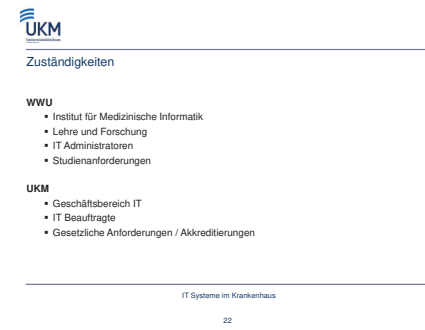 UKM
Universitätsklinikum
Zuständigkeiten
WWU
▪ Institut für Medizinische Informatik
▪ Lehre und Forschung
▪ IT Administratoren
▪ Studienanforderungen
UKM
▪ Geschäftsbereich IT
▪ IT Beauftragte
▪ Gesetzliche Anforderungen / Akkreditierungen
IT Systeme im Krankenhaus
22